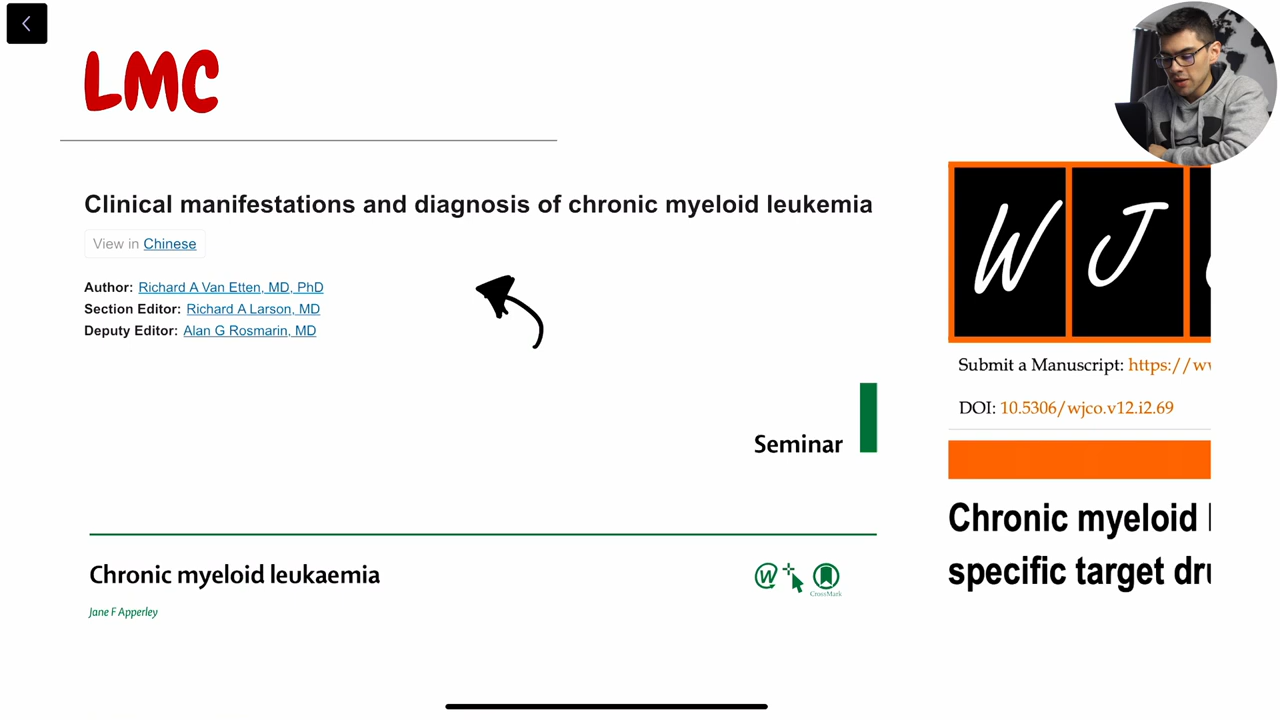 LMC
Clinical manifestations and diagnosis of chronic myeloid leukemia
View in Chinese
Author: Richard A Van Etten, MD, PhD
Section Editor: Richard A Larson, MD
Deputy Editor: Alan G Rosmarin, MD
Seminar
Chronic myeloid leukaemia
Jane F Apperley
W
CrossMark
W J
Submit a Manuscript: https://w
DOI: 10.5306/wjco.v12.i2.69
Chronic myeloid
specific target